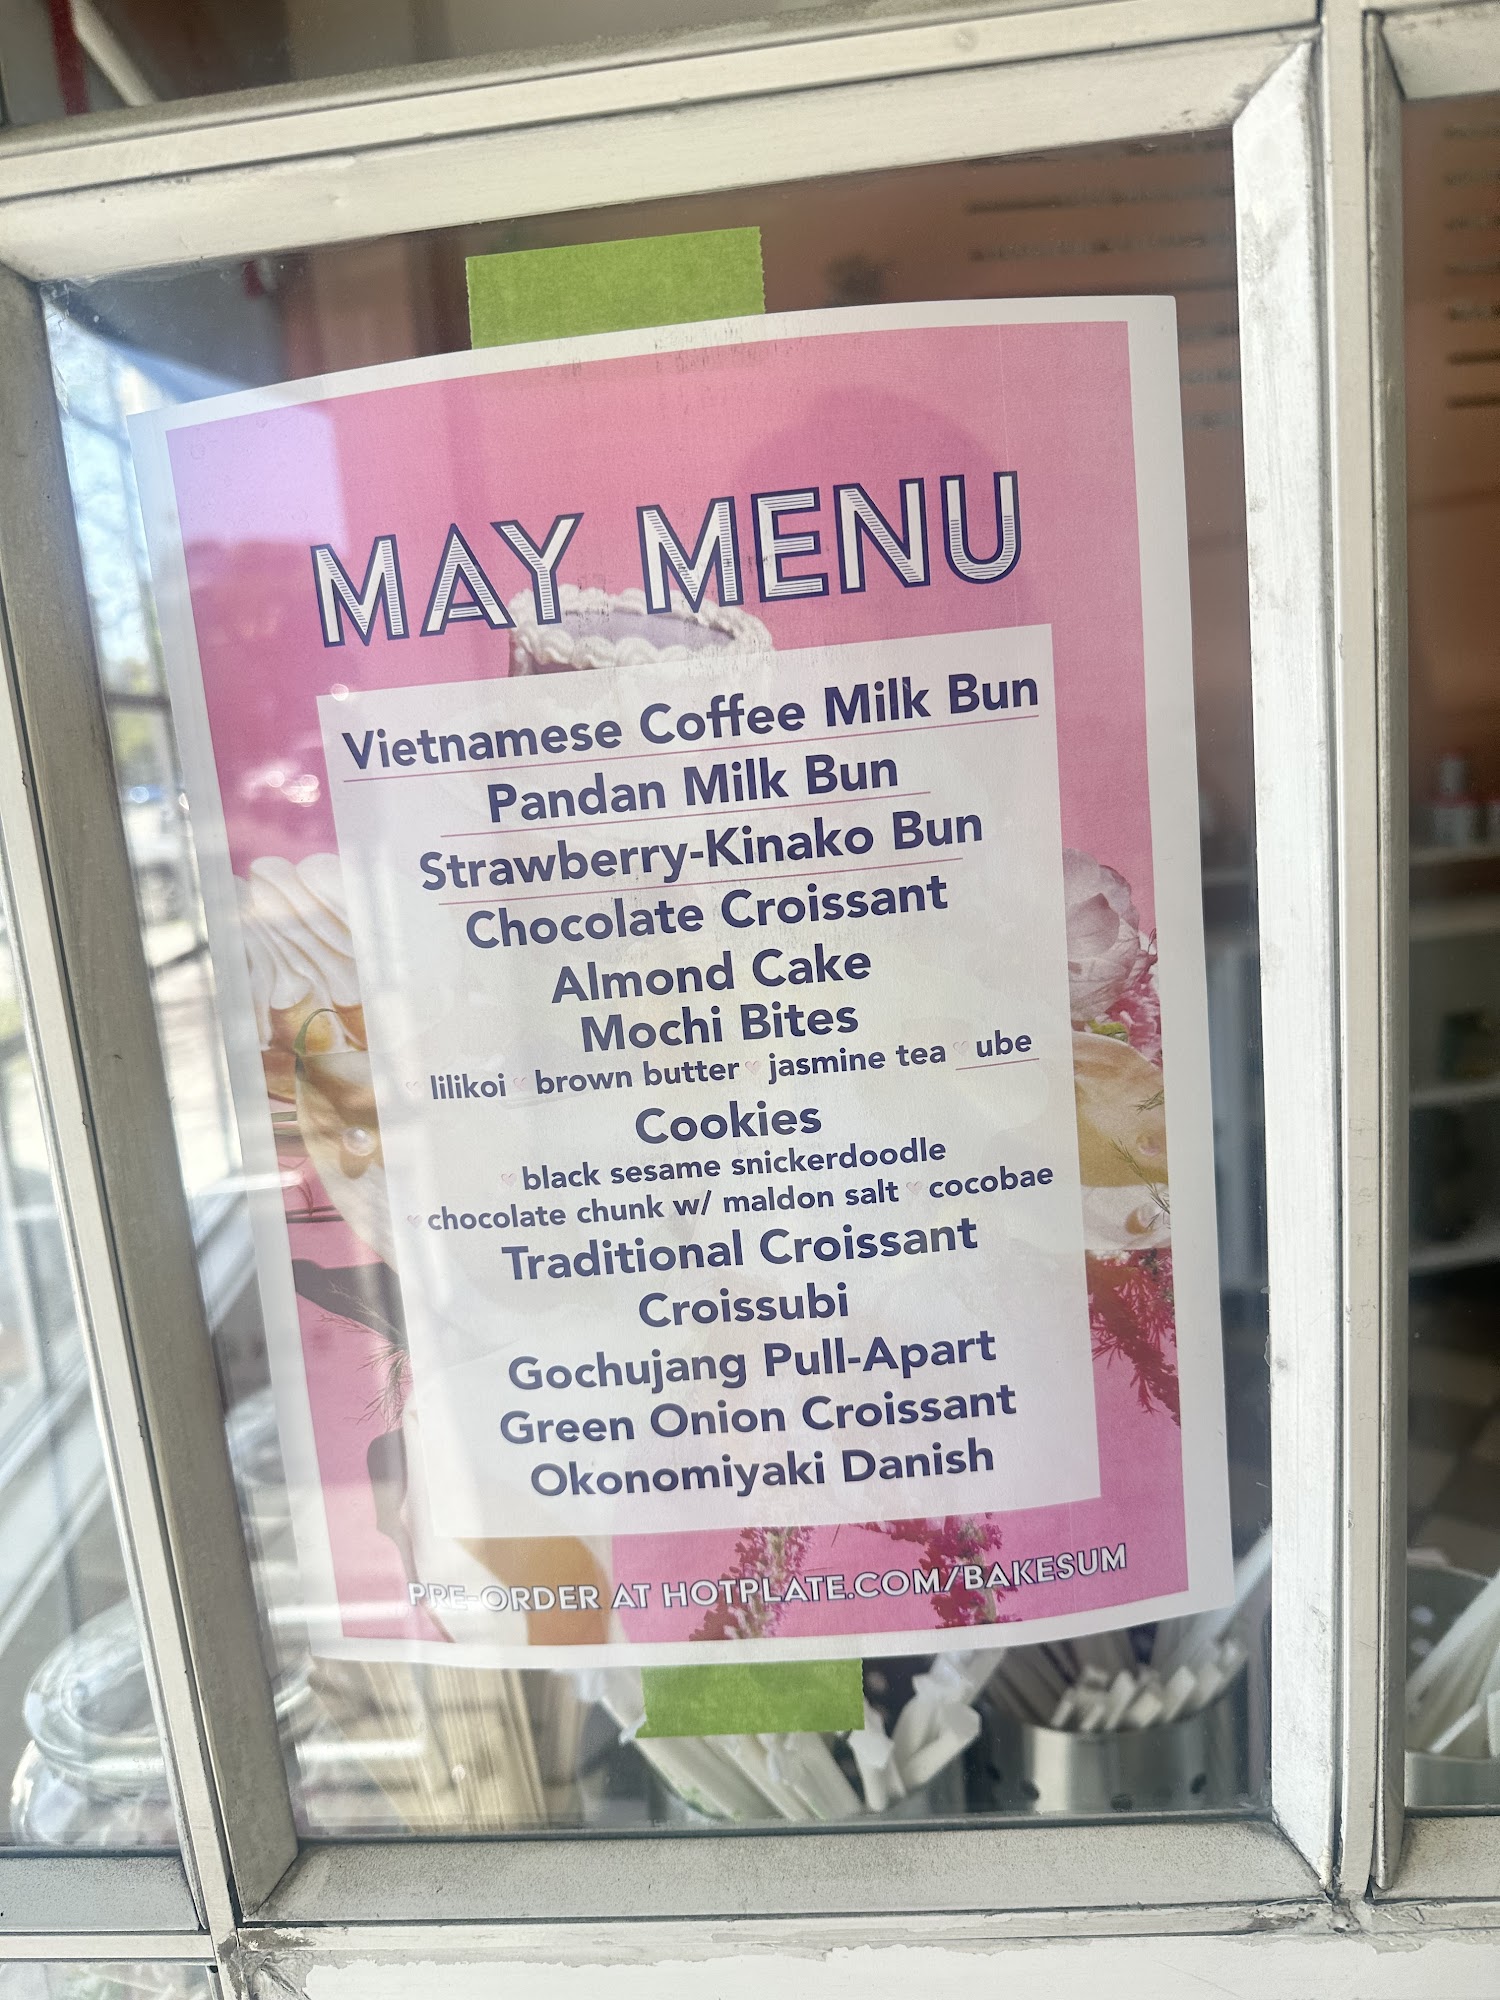 MAY MENU
Vietnamese Coffee Milk Bun
Pandan Milk Bun
Strawberry-Kinako Bun
Chocolate Croissant
Almond Cake
Mochi Bites
lilikoi brown butter jasmine tea ube
Cookies
black sesame snickerdoodle
chocolate chunk w/ maldon salt cocobae
Traditional Croissant
Croissubi
Gochujang Pull-Apart
Green Onion Croissant
Okonomiyaki Danish
PRE-ORDER AT HOTPLATE.COM/BAKESUM